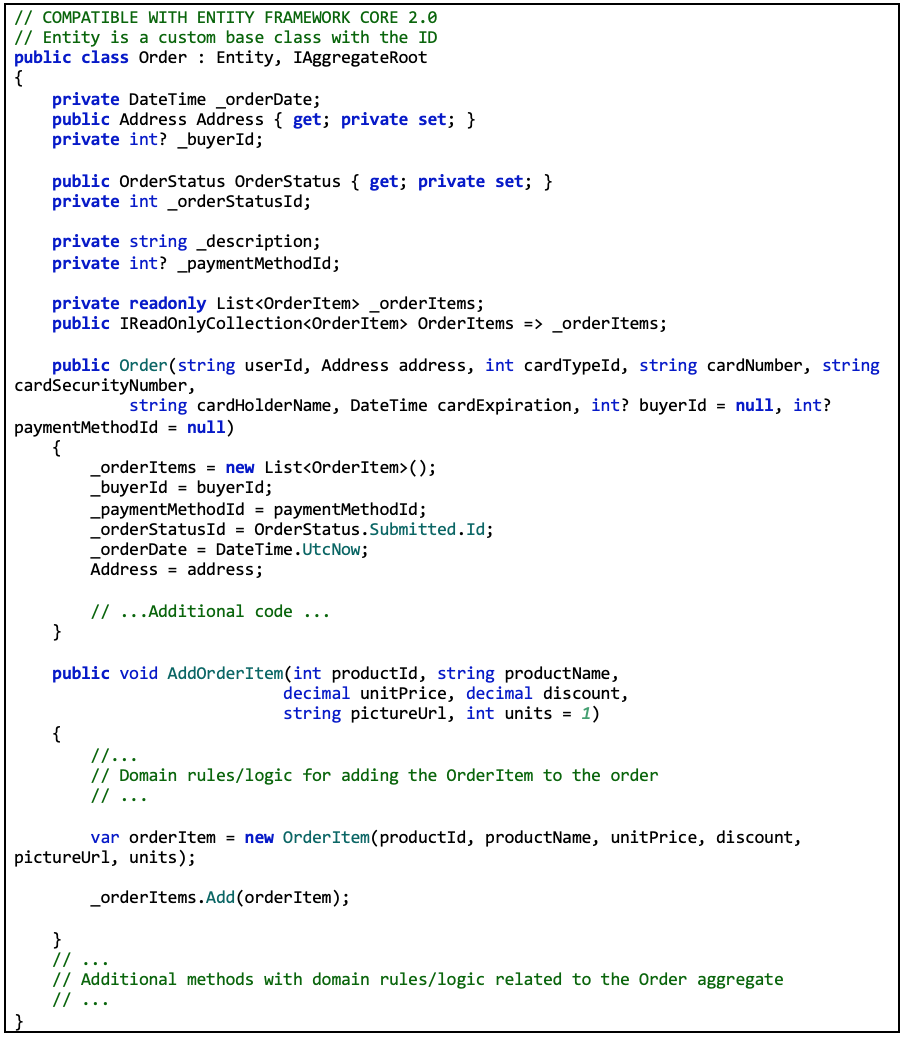 // COMPATIBLE WITH ENTITY FRAMEWORK CORE 2.0
// Entity is a custom base class with the ID
public class Order : Entity, IAggregateRoot
{
    private DateTime _orderDate;
    public Address Address { get; private set; }
    private int? _buyerId;

    public OrderStatus OrderStatus { get; private set; }
    private int _orderStatusId;

    private string _description;
    private int? _paymentMethodId;

    private readonly List<OrderItem> _orderItems;
    public IReadOnlyCollection<OrderItem> OrderItems => _orderItems;

    public Order(string userId, Address address, int cardTypeId, string cardNumber, string
cardSecurityNumber,
            string cardHolderName, DateTime cardExpiration, int? buyerId = null, int?
paymentMethodId = null)
    {
        _orderItems = new List<OrderItem>();
        _buyerId = buyerId;
        _paymentMethodId = paymentMethodId;
        _orderStatusId = OrderStatus.Submitted.Id;
        _orderDate = DateTime.UtcNow;
        Address = address;

        // ...Additional code ...
    }

    public void AddOrderItem(int productId, string productName,
                            decimal unitPrice, decimal discount,
                            string pictureUrl, int units = 1)
    {
        //...
        // Domain rules/logic for adding the OrderItem to the order
        // ...

        var orderItem = new OrderItem(productId, productName, unitPrice, discount,
pictureUrl, units);

        _orderItems.Add(orderItem);

    }
    // ...
    // Additional methods with domain rules/logic related to the Order aggregate
    // ...
}